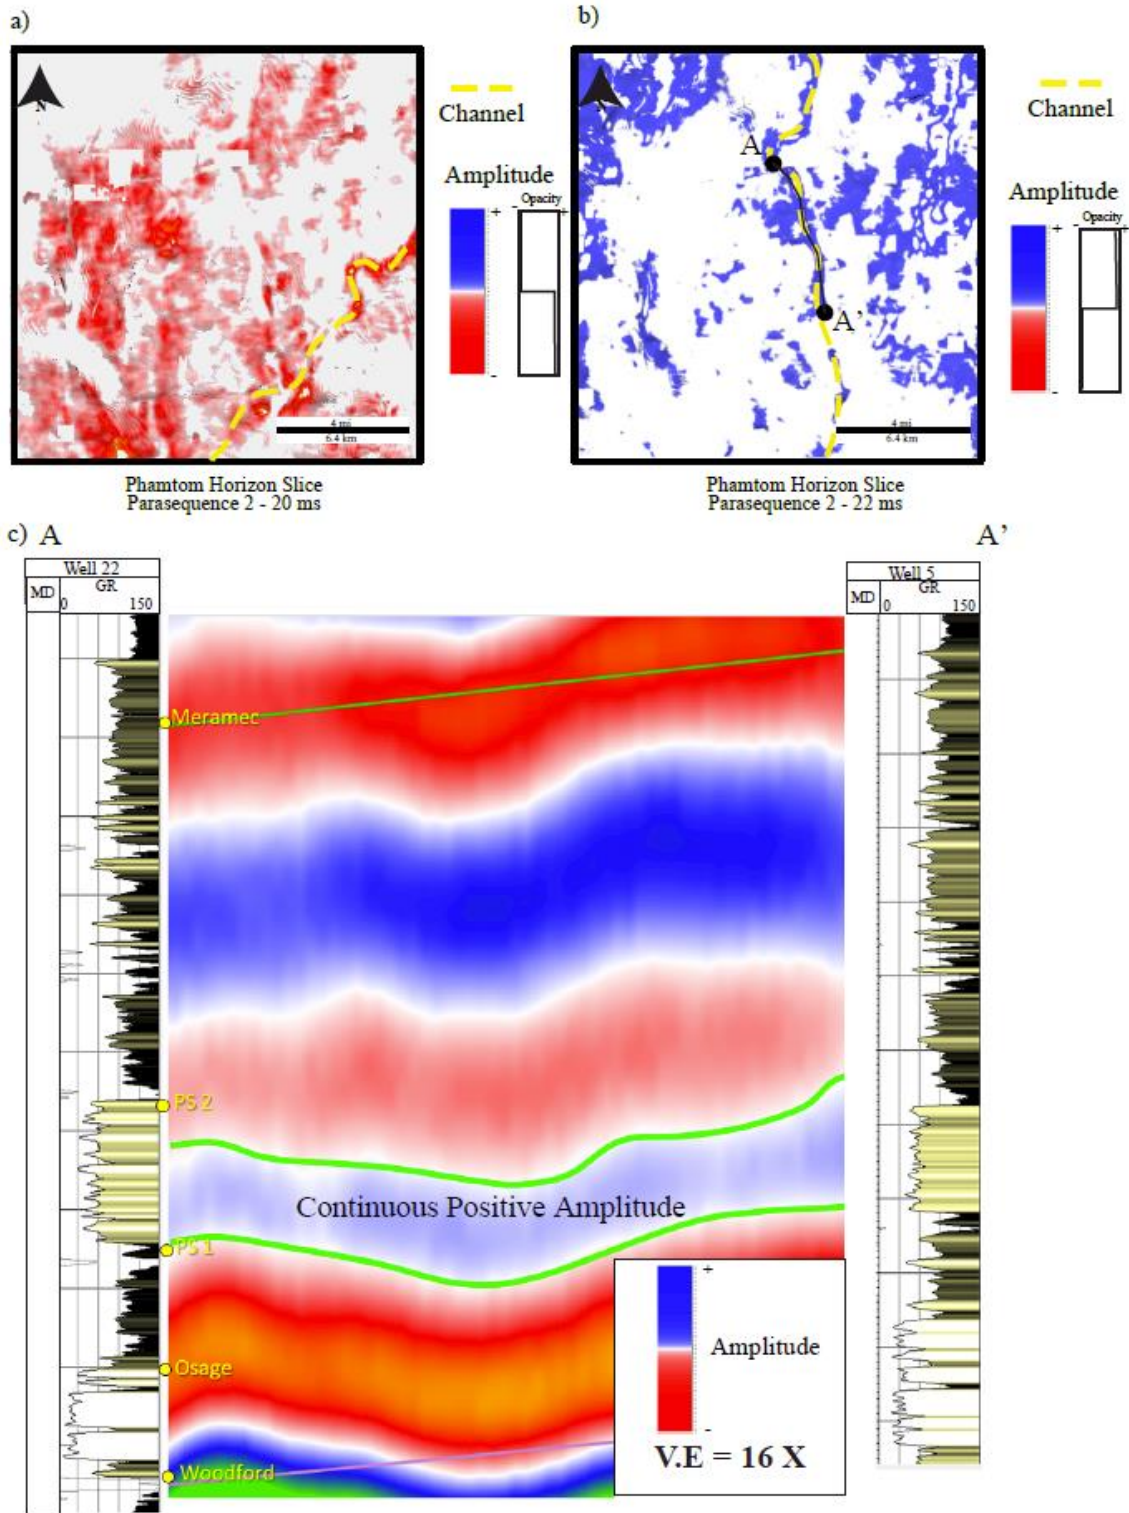 a)
N
Channel
Amplitude
Opacity
- +
+
-
4 mi
6.4 km
Phamtom Horizon Slice
Parasequence 2 - 20 ms
b)
A
A’
Channel
Amplitude
Opacity
- +
+
-
4 mi
6.4 km
Phamtom Horizon Slice
Parasequence 2 - 22 ms
c) A
A’
Well 22
MD
GR
0 150
Well 5
MD
GR
0 150
Meramec
PS 2
Continuous Positive Amplitude
PS 1
Osage
Woodford
+
Amplitude
-
V.E = 16 X